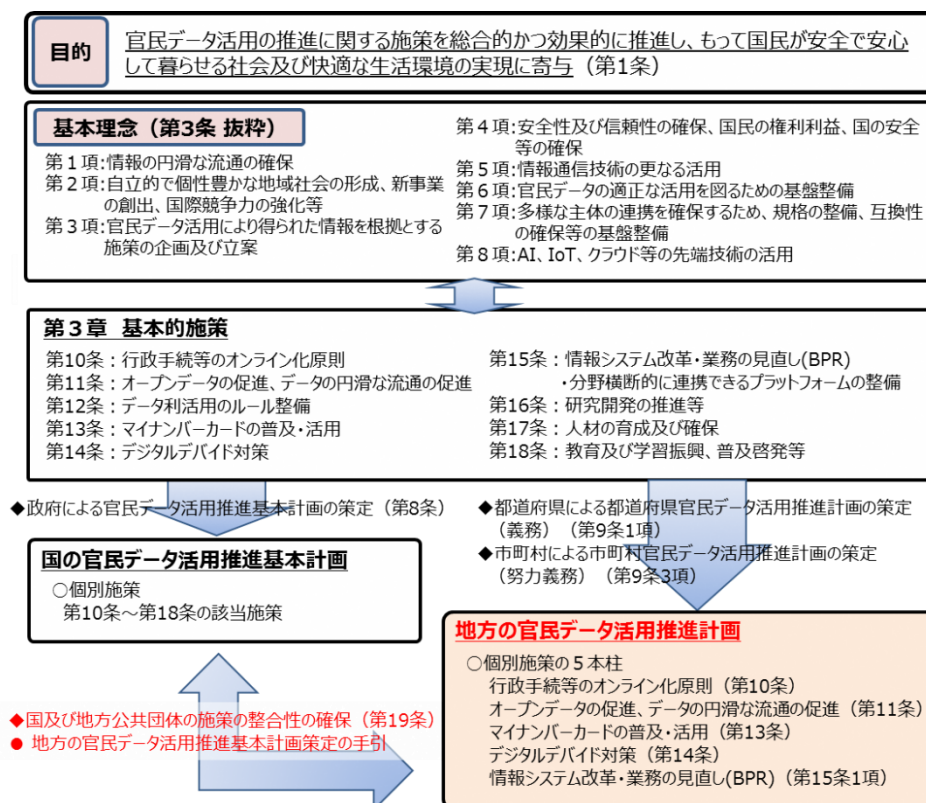 目的
官民データ活用の推進に関する施策を総合的かつ効果的に推進し、もって国民が安全で安心
して暮らせる社会及び快適な生活環境の実現に寄与（第1条）
基本理念（第3条 抜粋）
第１項:情報の円滑な流通の確保
第２項:自立的で個性豊かな地域社会の形成、新事業
の創出、国際競争力の強化等
第３項:官民データ活用により得られた情報を根拠とする
施策の企画及び立案
第４項:安全性及び信頼性の確保、国民の権利利益、国の安全
等の確保
第５項:情報通信技術の更なる活用
第６項:官民データの適正な活用を図るための基盤整備
第７項:多様な主体の連携を確保するため、規格の整備、互換性
の確保等の基盤整備
第８項:AI、IoT、クラウド等の先端技術の活用
第３章 基本的施策
第10条：行政手続等のオンライン化原則
第11条：オープンデータの促進、データの円滑な流通の促進
第12条：データ利活用のルール整備
第13条：マイナンバーカードの普及・活用
第14条：デジタルデバイド対策
第15条：情報システム改革・業務の見直し(BPR)
・分野横断的に連携できるプラットフォームの整備
第16条：研究開発の推進等
第17条：人材の育成及び確保
第18条：教育及び学習振興、普及啓発等
◆政府による官民データ活用推進基本計画の策定（第8条）
◆都道府県による都道府県官民データ活用推進計画の策定
（義務）（第9条1項）
◆市町村による市町村官民データ活用推進計画の策定
（努力義務）（第9条3項）
国の官民データ活用推進基本計画
○個別施策
第10条～第18条の該当施策
地方の官民データ活用推進計画
○個別施策の５本柱
行政手続等のオンライン化原則（第10条）
オープンデータの促進、データの円滑な流通の促進（第11条）
マイナンバーカードの普及・活用（第13条）
デジタルデバイド対策（第14条）
情報システム改革・業務の見直し(BPR)（第15条1項）
◆国及び地方公共団体の施策の整合性の確保（第19条）
● 地方の官民データ活用推進基本計画策定の手引